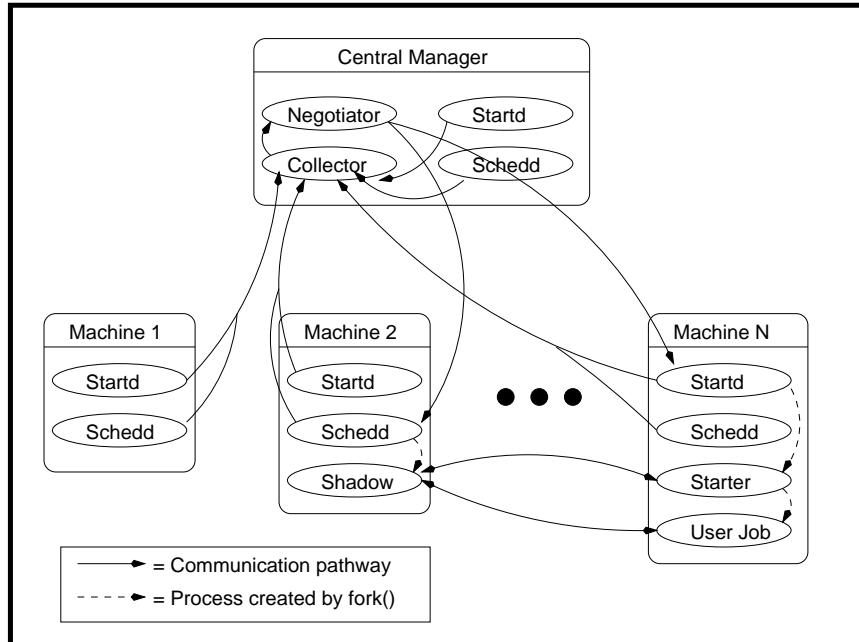 Central Manager
Negotiator
Startd
Collector
Schedd
Machine 1
Startd
Schedd
Machine 2
Startd
Schedd
Shadow
Machine N
Startd
Schedd
Starter
User Job
= Communication pathway
= Process created by fork()